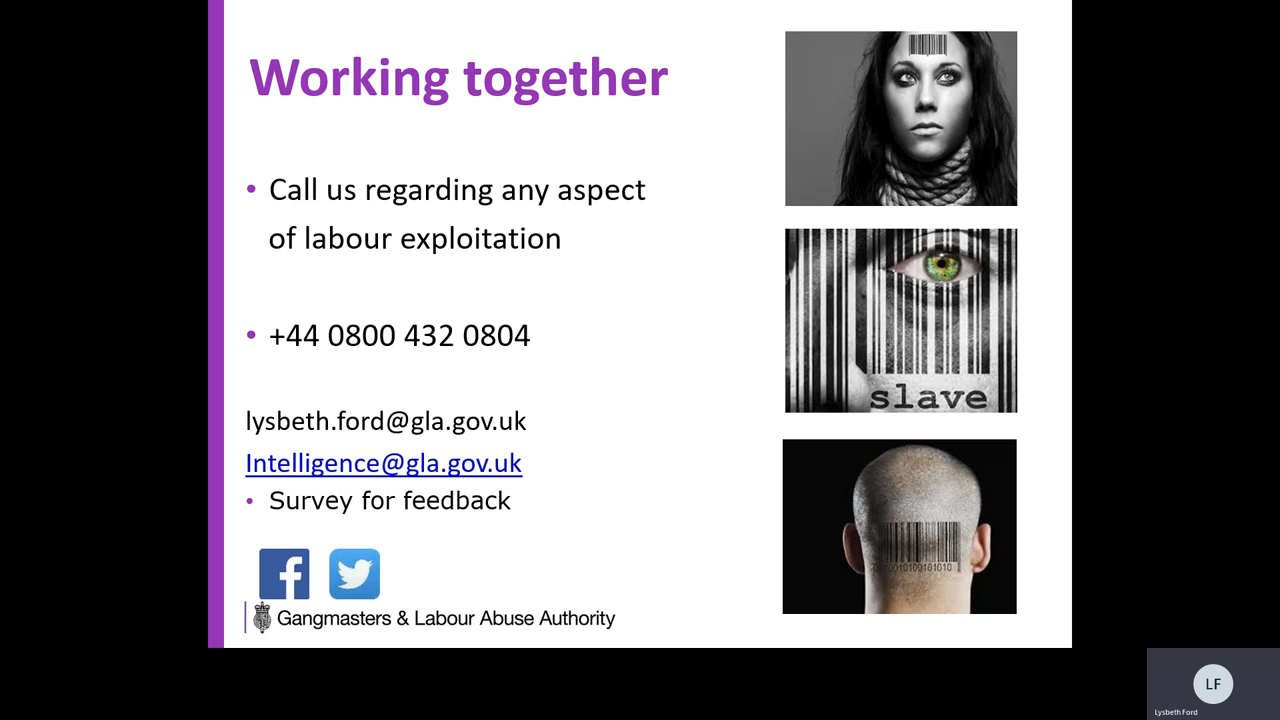 Working together
• Call us regarding any aspect
of labour exploitation
• +44 0800 432 0804
lysbeth.ford@gla.gov.uk
Intelligence@gla.gov.uk
• Survey for feedback
Gangmasters & Labour Abuse Authority
slave
LF
Lysbeth Ford